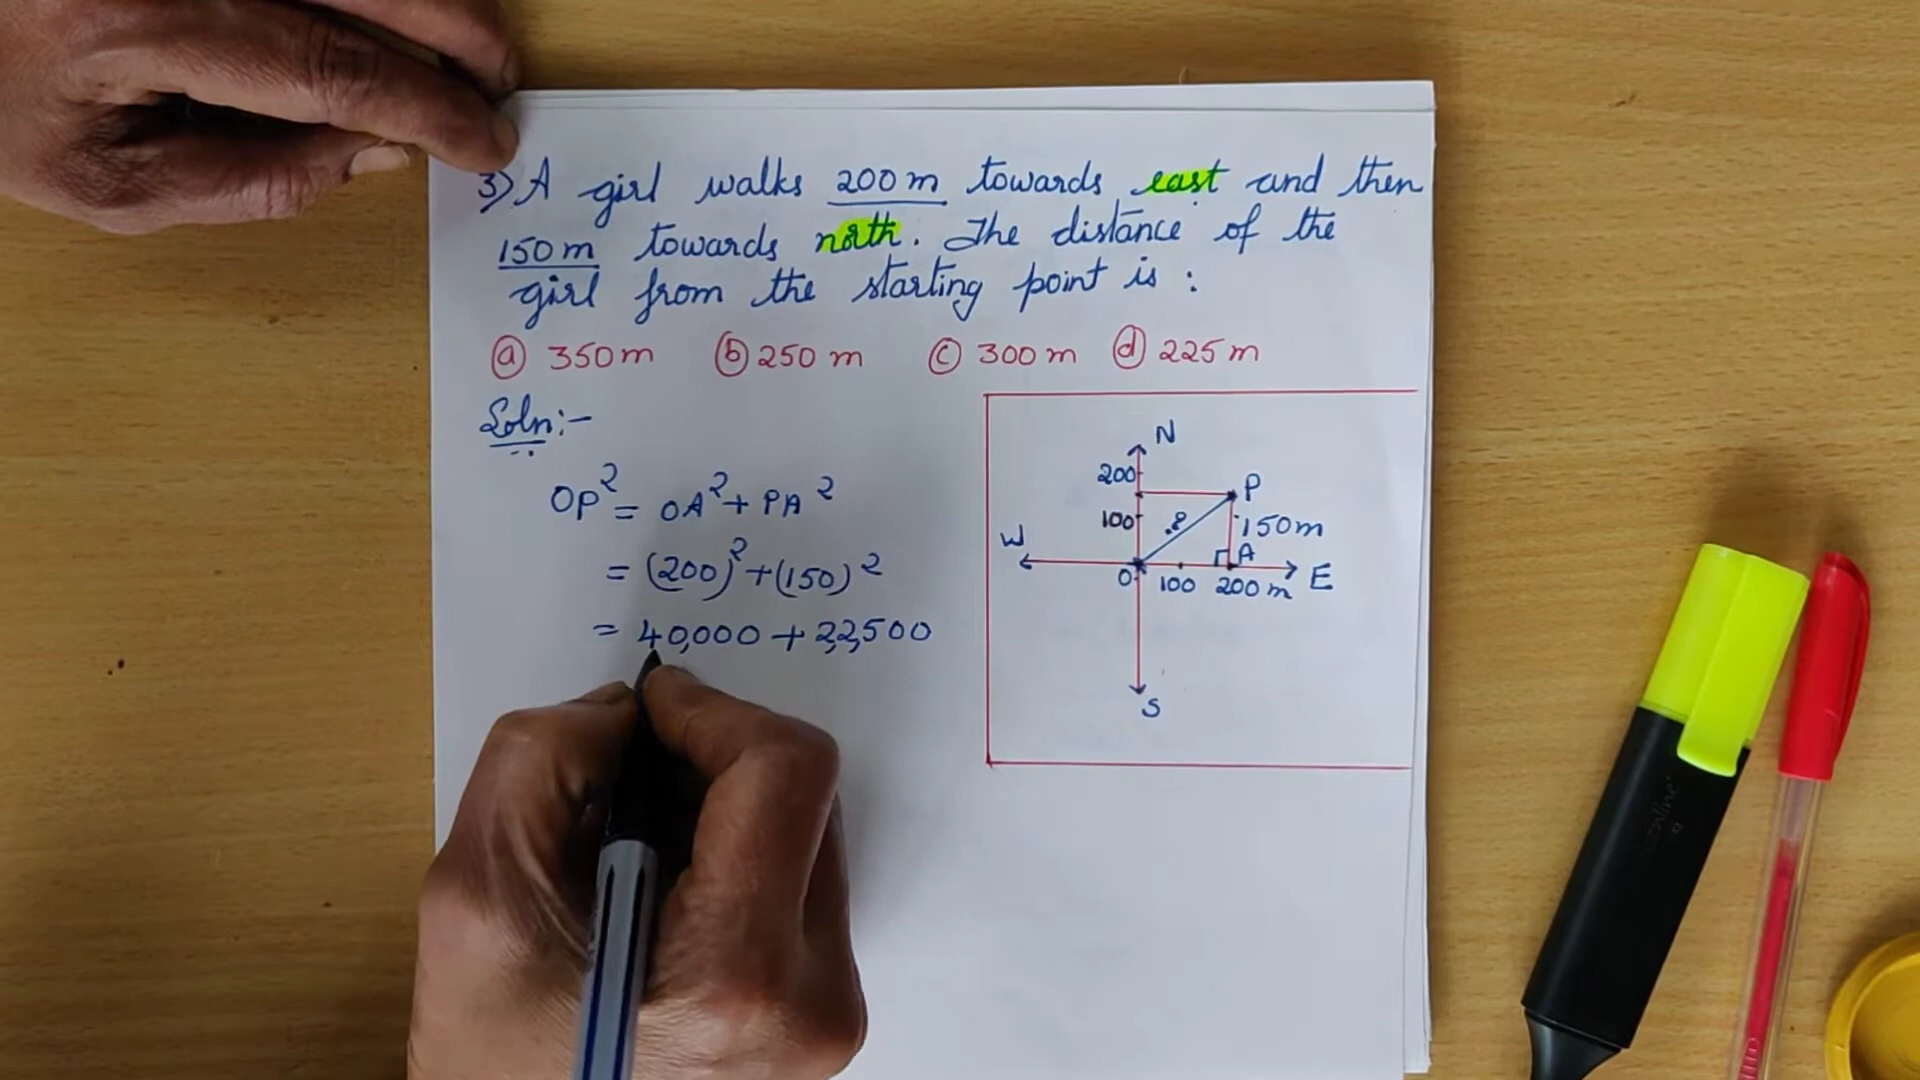 3) A girl walks 200 m towards east and then
150 m towards north. The distance of the
girl from the starting point is :
(a) 350 m (b) 250 m (c) 300 m (d) 225 m
Soln:-
OP² = OA² + PA²
= (200)² + (150)²
= 40,000 + 22,500
N
200
P
100
?
150m
W
A
O
100
200 m
E
S